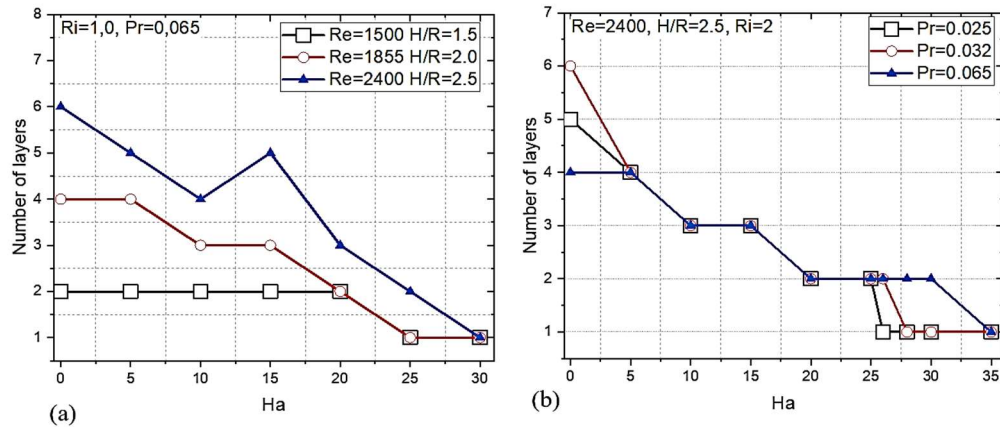 8
7
6
5
4
3
2
1
Number of layers
Ri=1,0, Pr=0,065
Re=1500 H/R=1.5
Re=1855 H/R=2.0
Re=2400 H/R=2.5
0 5 10 15 20 25 30
Ha
(a)
7
6
5
4
3
2
1
Number of layers
Re=2400, H/R=2.5, Ri=2
Pr=0.025
Pr=0.032
Pr=0.065
0 5 10 15 20 25 30 35
Ha
(b)